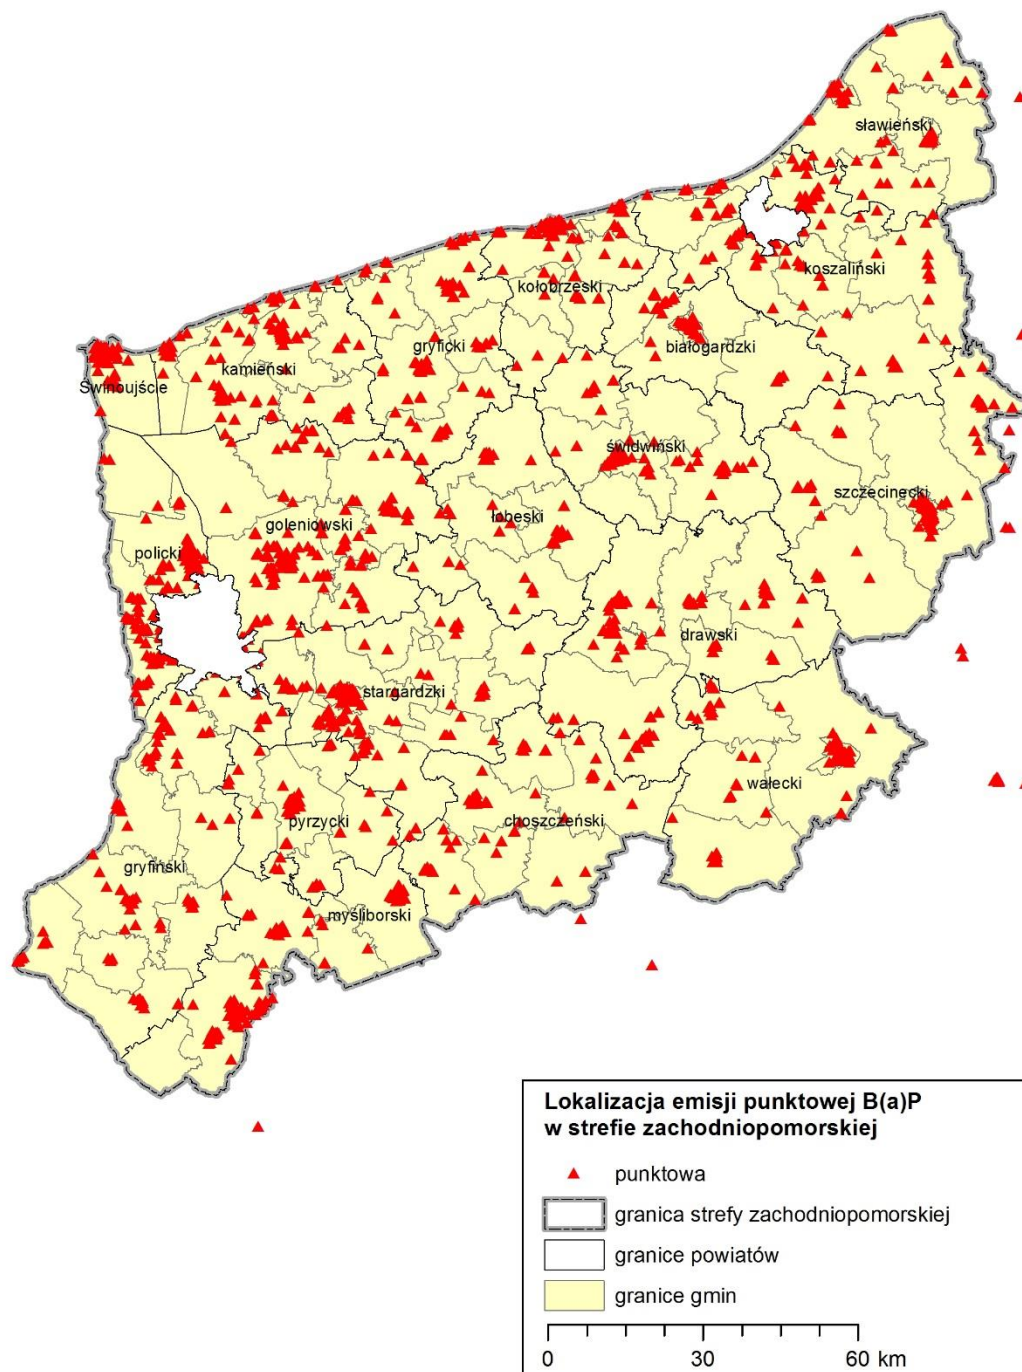 sławieński
koszaliński
kołobrzeski
białogardzki
gryficki
kamieński
Świnoujście
świdwiński
szczecinecki
łobeski
goleniowski
policki
drawski
stargardzki
wałecki
choszczeński
pyrzycki
gryfiński
myśliborski
Lokalizacja emisji punktowej B(a)P
w strefie zachodniopomorskiej
punktowa
granica strefy zachodniopomorskiej
granice powiatów
granice gmin
0 30 60 km